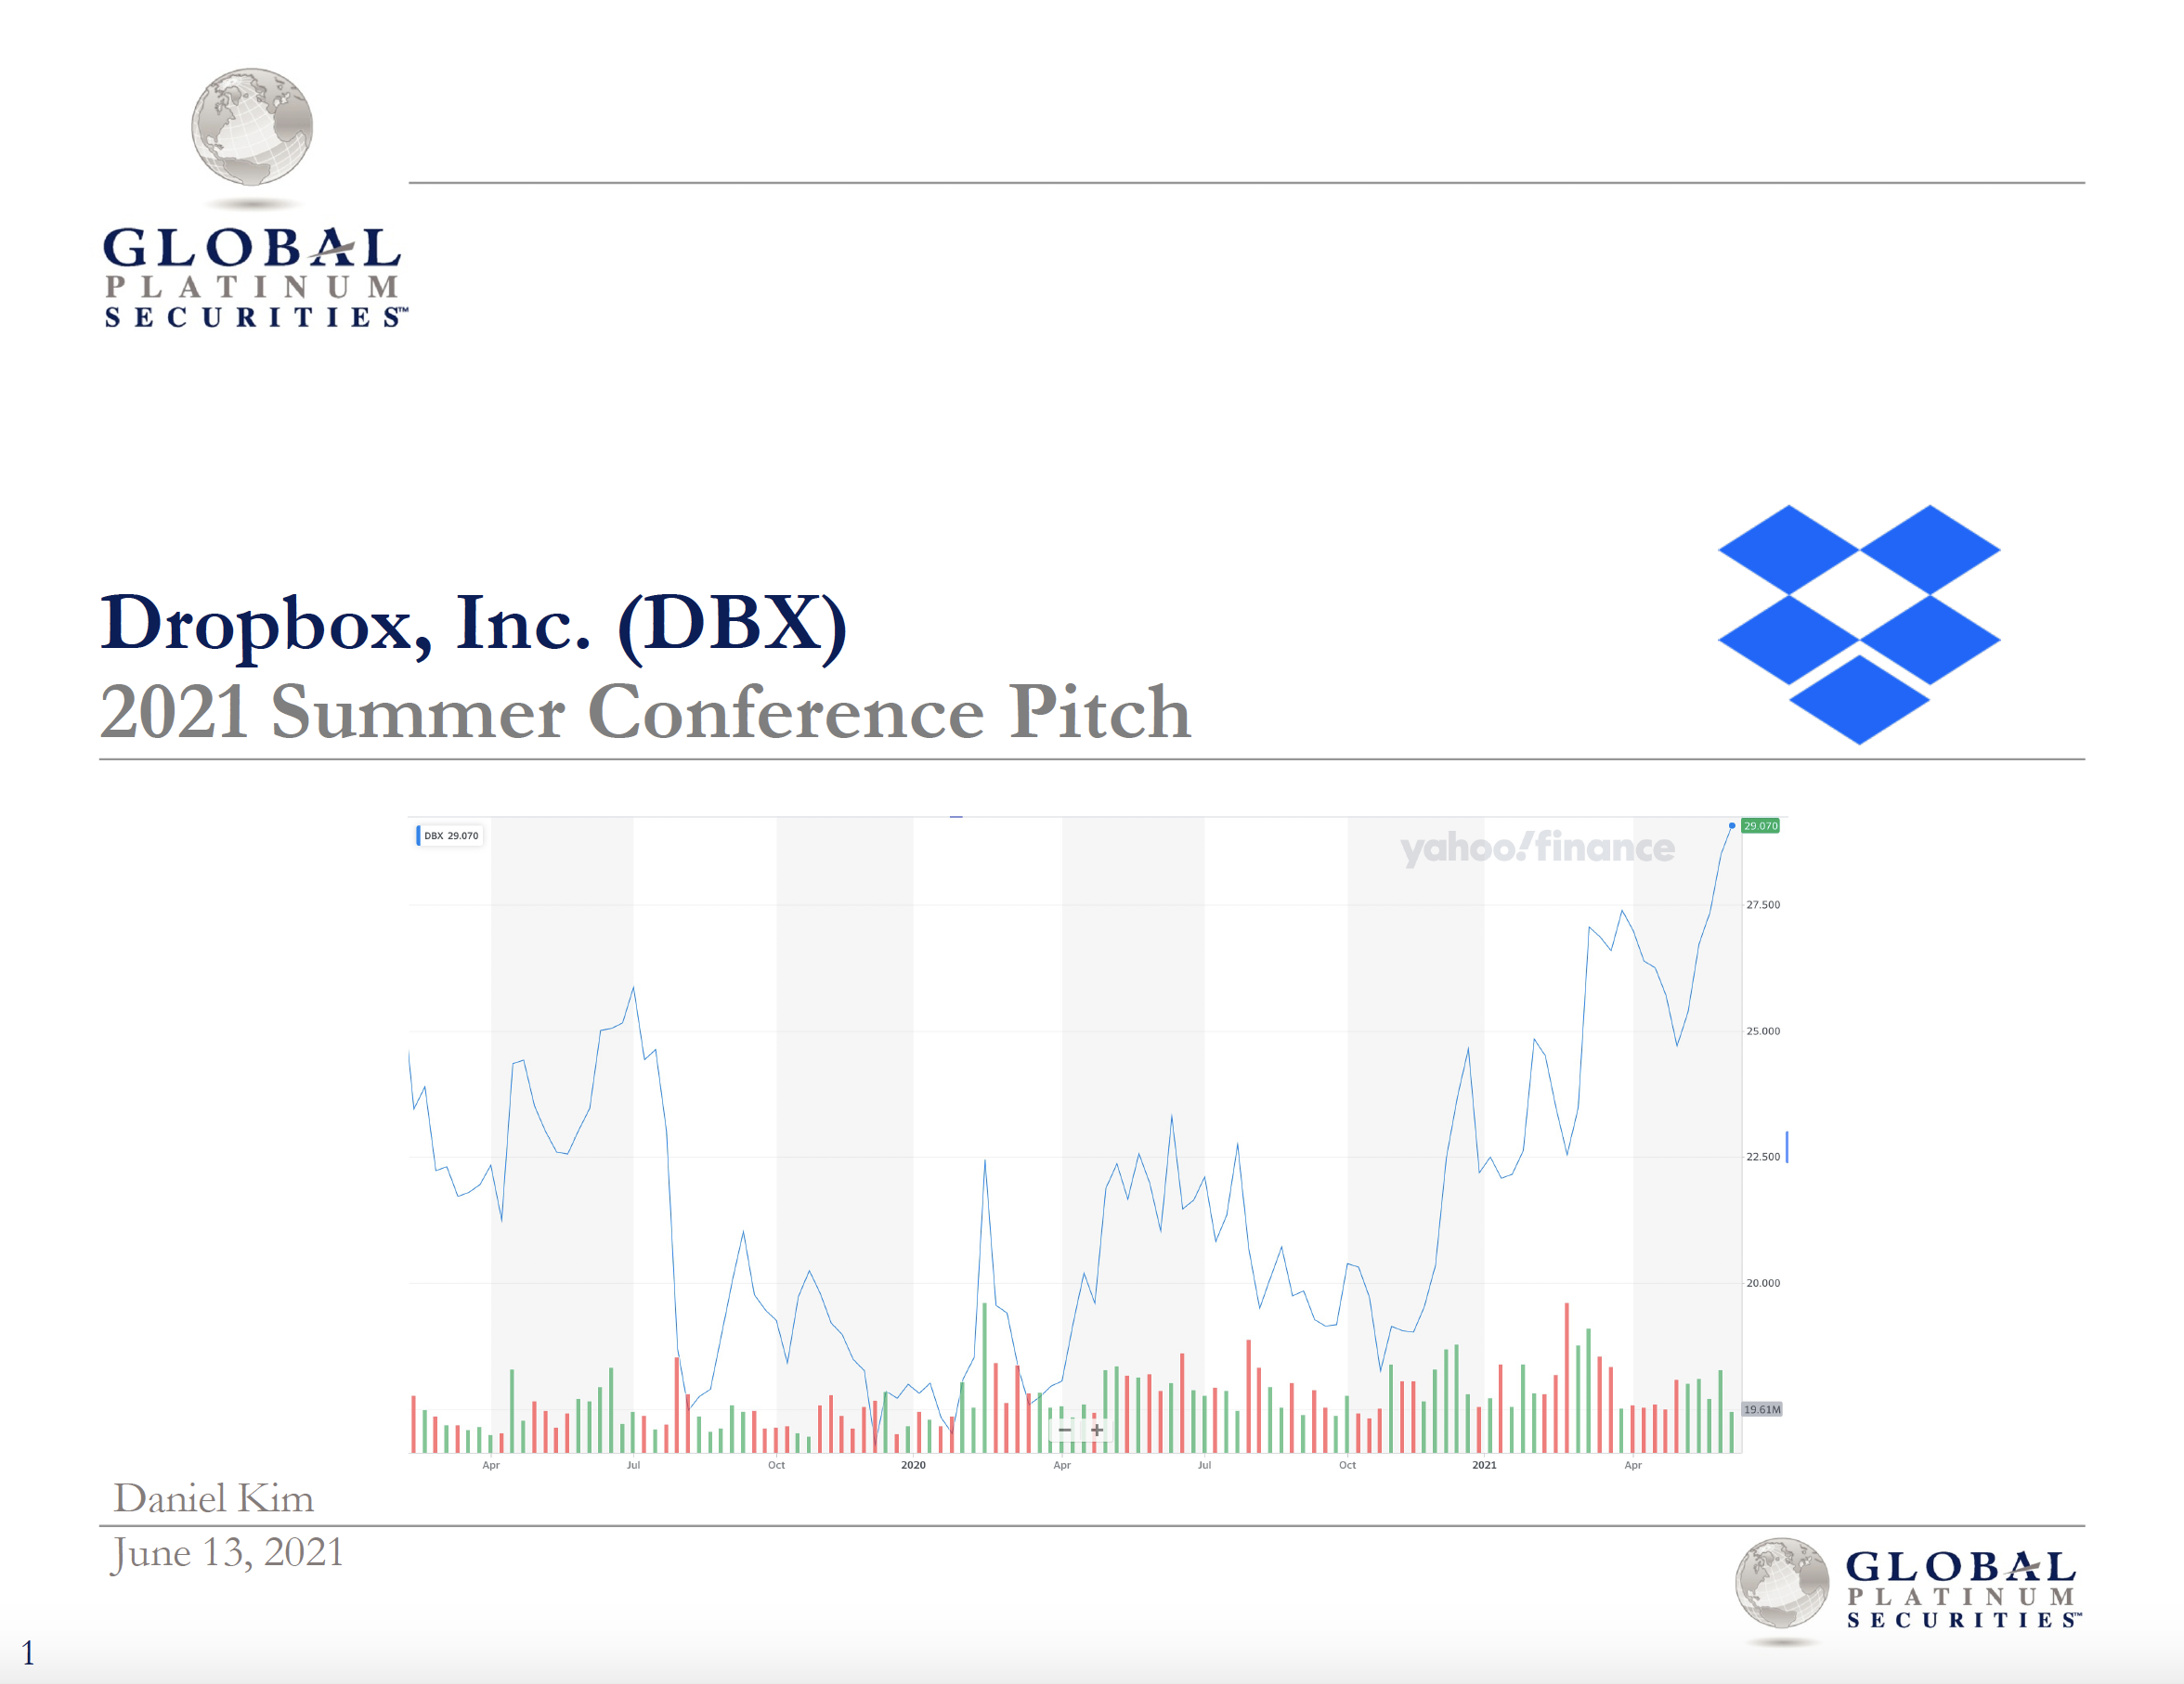 GLOBAL
PLATINUM
SECURITIES™
Dropbox, Inc. (DBX)
2021 Summer Conference Pitch
DBX 29.070
yahoo!finance
29.070
27.500
25.000
22.500
20.000
19.61M
− +
Apr Jul Oct 2020 Apr Jul Oct 2021 Apr
Daniel Kim
June 13, 2021
GLOBAL
PLATINUM
SECURITIES™
1